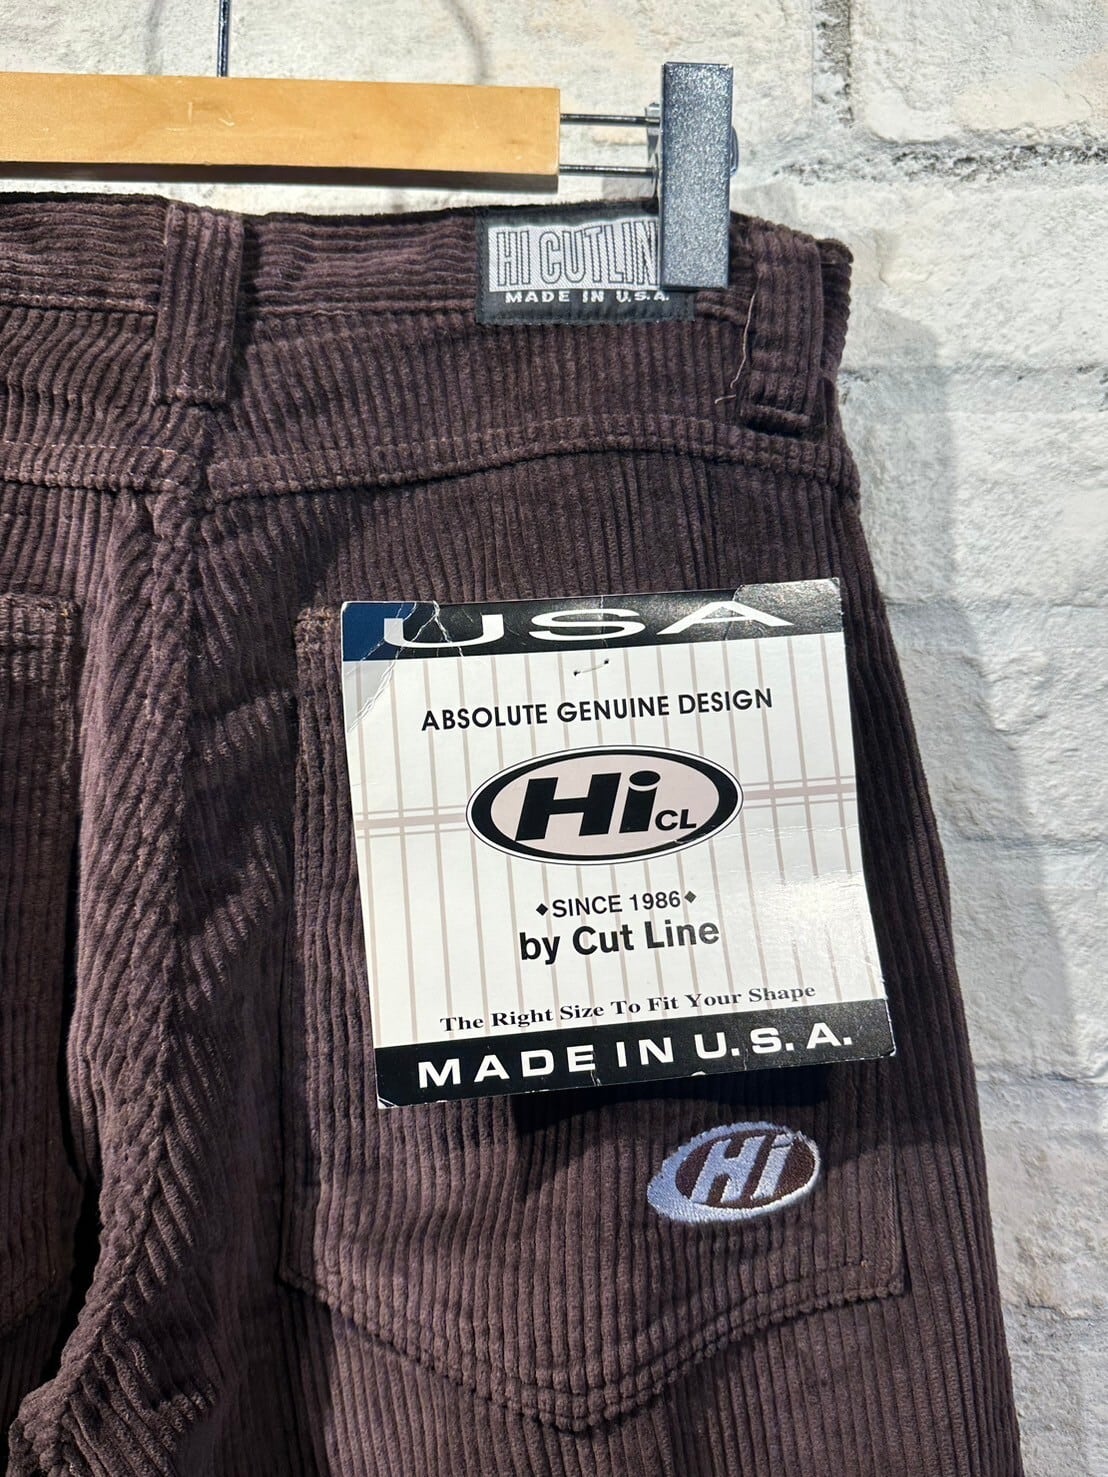 HI CUTLIN
MADE IN U.S.A.
USA
ABSOLUTE GENUINE DESIGN
Hi CL
◆SINCE 1986◆
by Cut Line
The Right Size To Fit Your Shape
MADE IN U.S.A.
Hi